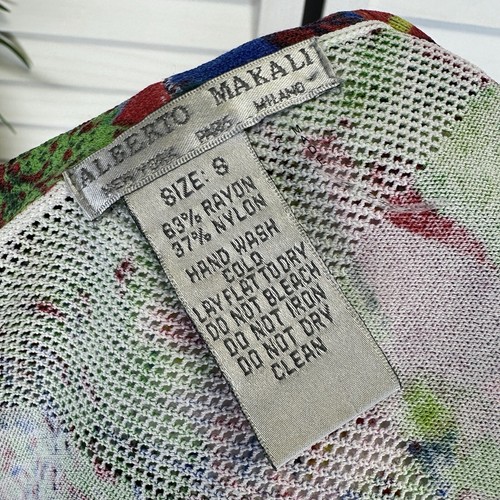 ALBERTO MAKALI
NEW YORK PARIS MILANO
SIZE: S
63% RAYON
37% NYLON
HAND WASH
COLD
LAY FLAT TO DRY
DO NOT BLEACH
DO NOT IRON
DO NOT DRY
CLEAN